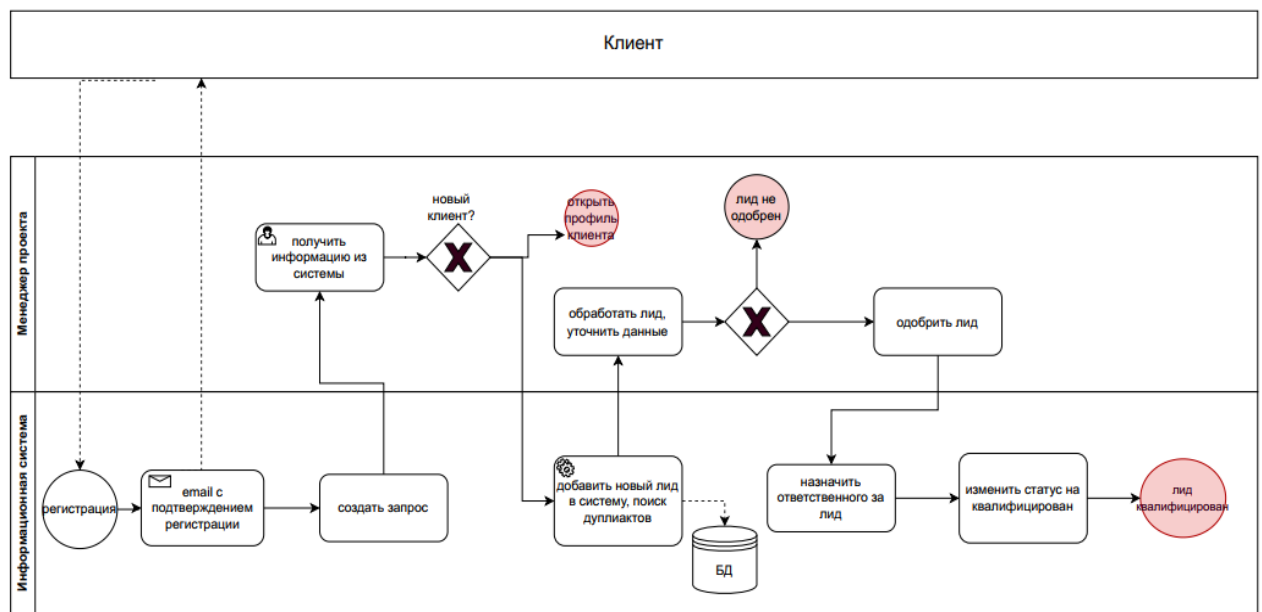 Клиент
Менеджер проекта
новый
клиент?
открыть
профиль
клиента
лид не
одобрен
получить
информацию из
системы
обработать лид,
уточнить данные
одобрить лид
Информационная система
регистрация
email с
подтверждением
регистрации
создать запрос
добавить новый лид
в систему, поиск
дуплиактов
БД
назначить
ответственного за
лид
изменить статус на
квалифицирован
лид
квалифицирован